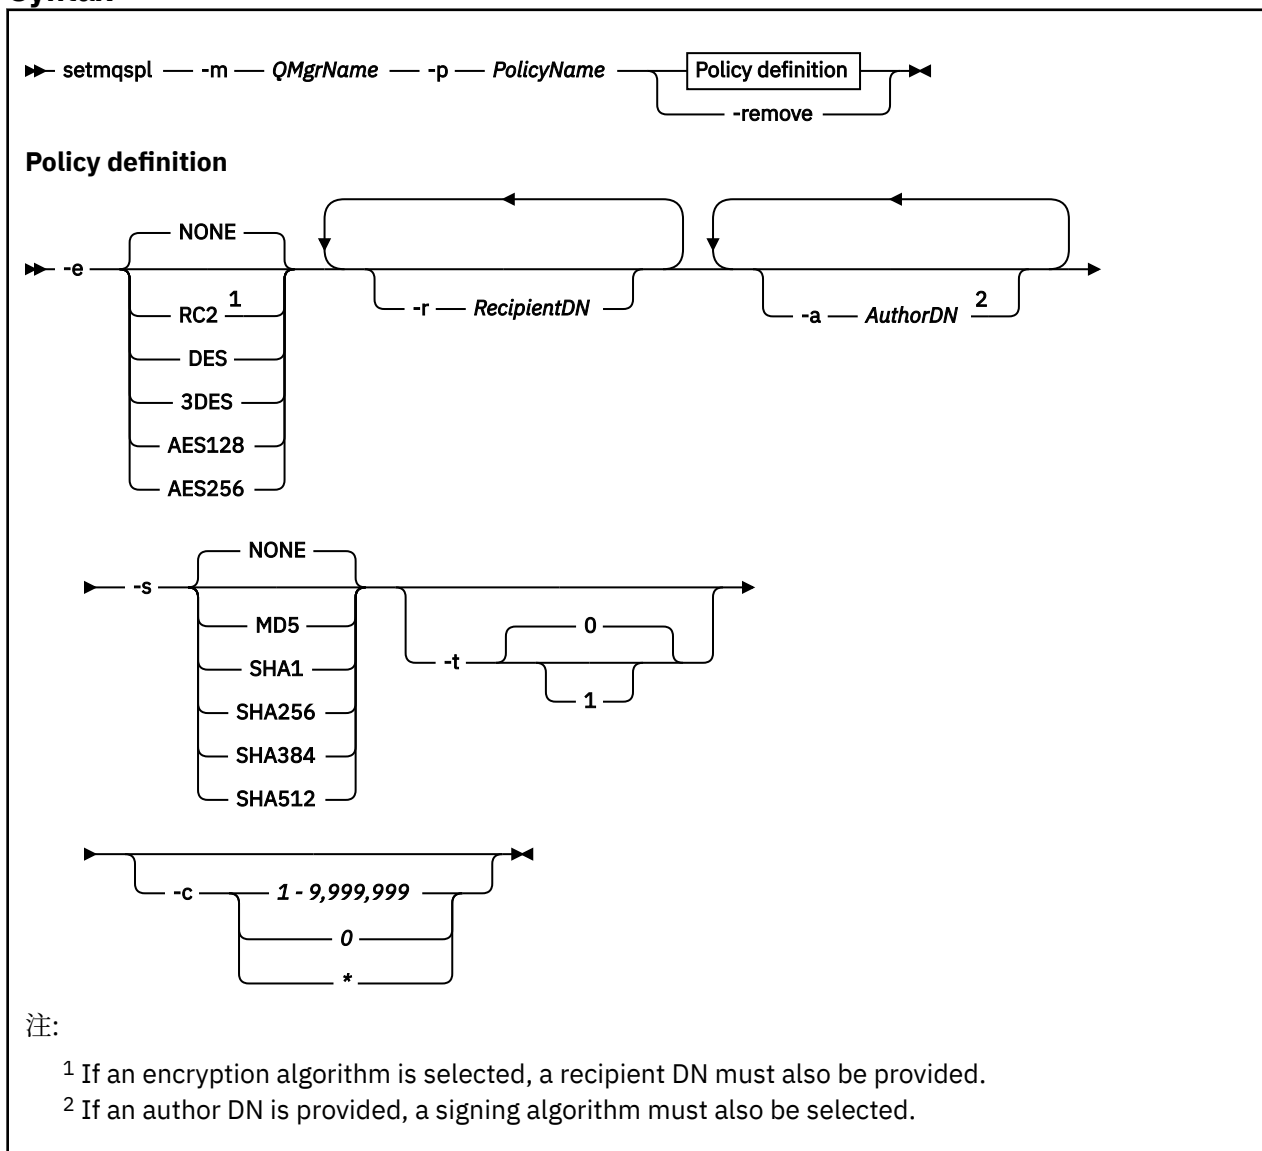 setmqspl -m QMgrName -p PolicyName Policy definition
-remove
Policy definition
NONE
-e
RC2 1
DES
3DES
AES128
AES256
-r RecipientDN
-a AuthorDN 2
NONE
-s
MD5
SHA1
SHA256
SHA384
SHA512
0
-t
1
-c 1 - 9,999,999
0
*
注:
1 If an encryption algorithm is selected, a recipient DN must also be provided.
2 If an author DN is provided, a signing algorithm must also be selected.